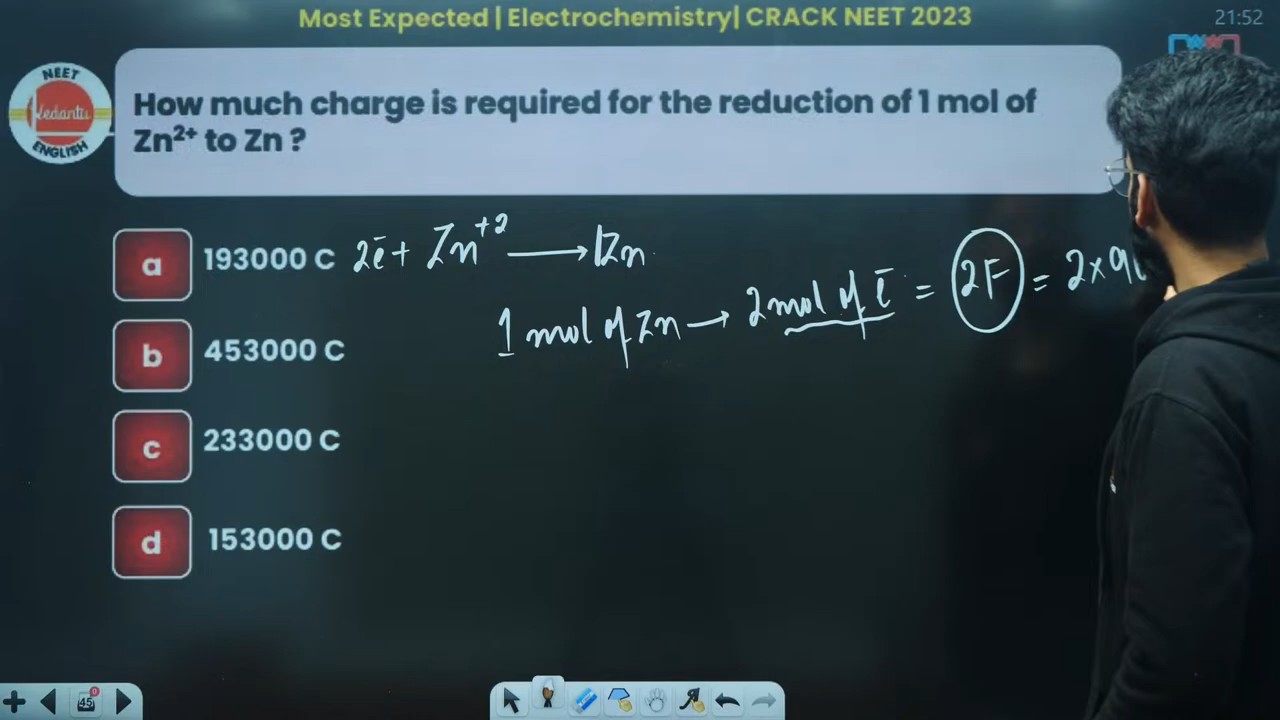 Most Expected | Electrochemistry| CRACK NEET 2023
21:52
NEET
Vedantu
ENGLISH
How much charge is required for the reduction of 1 mol of
Zn²⁺ to Zn ?
a 193000 C
2ē + Zn⁺² ⟶ 1Zn
1 mol of Zn → 2 mol of ē = 2F = 2×9
b 453000 C
c 233000 C
d 153000 C
45
0